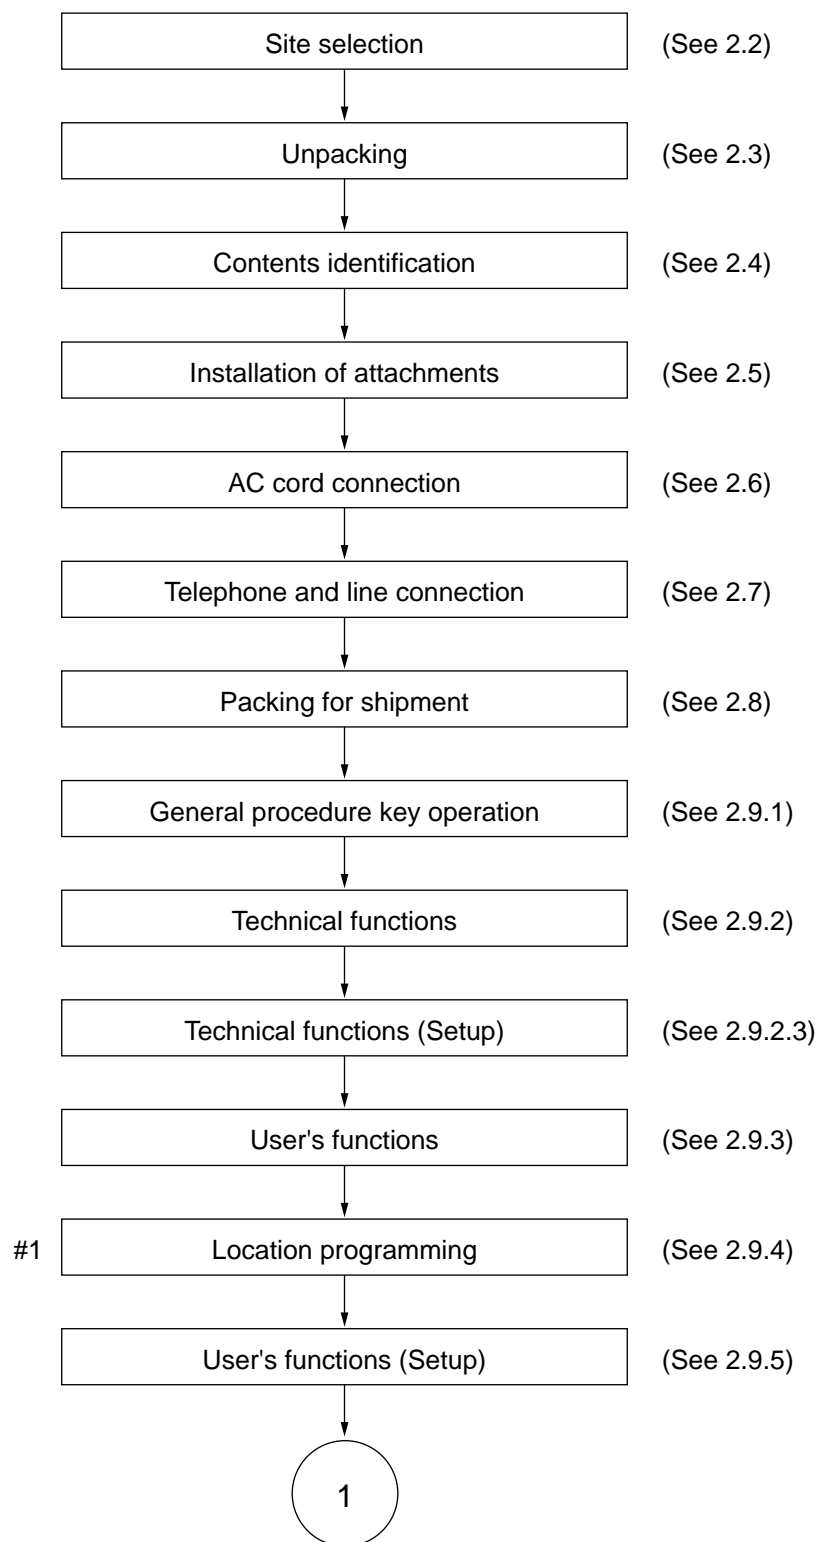 Site selection (See 2.2)
Unpacking (See 2.3)
Contents identification (See 2.4)
Installation of attachments (See 2.5)
AC cord connection (See 2.6)
Telephone and line connection (See 2.7)
Packing for shipment (See 2.8)
General procedure key operation (See 2.9.1)
Technical functions (See 2.9.2)
Technical functions (Setup) (See 2.9.2.3)
User's functions (See 2.9.3)
#1 Location programming (See 2.9.4)
User's functions (Setup) (See 2.9.5)
1